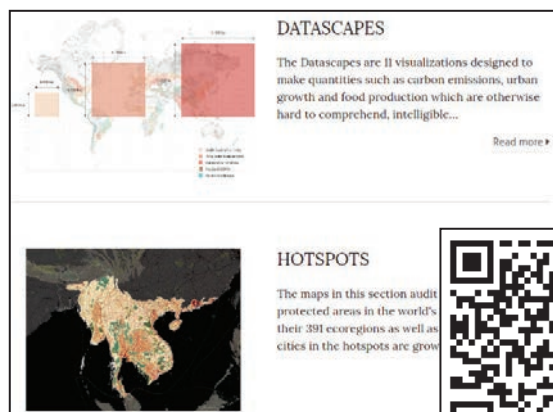 DATASCAPES
The Datascapes are 11 visualizations designed to
make quantities such as carbon emissions, urban
growth and food production which are otherwise
hard to comprehend, intelligible...
Read more
HOTSPOTS
The maps in this section audit
protected areas in the world's
their 391 ecoregions as well as
cities in the hotspots are grow